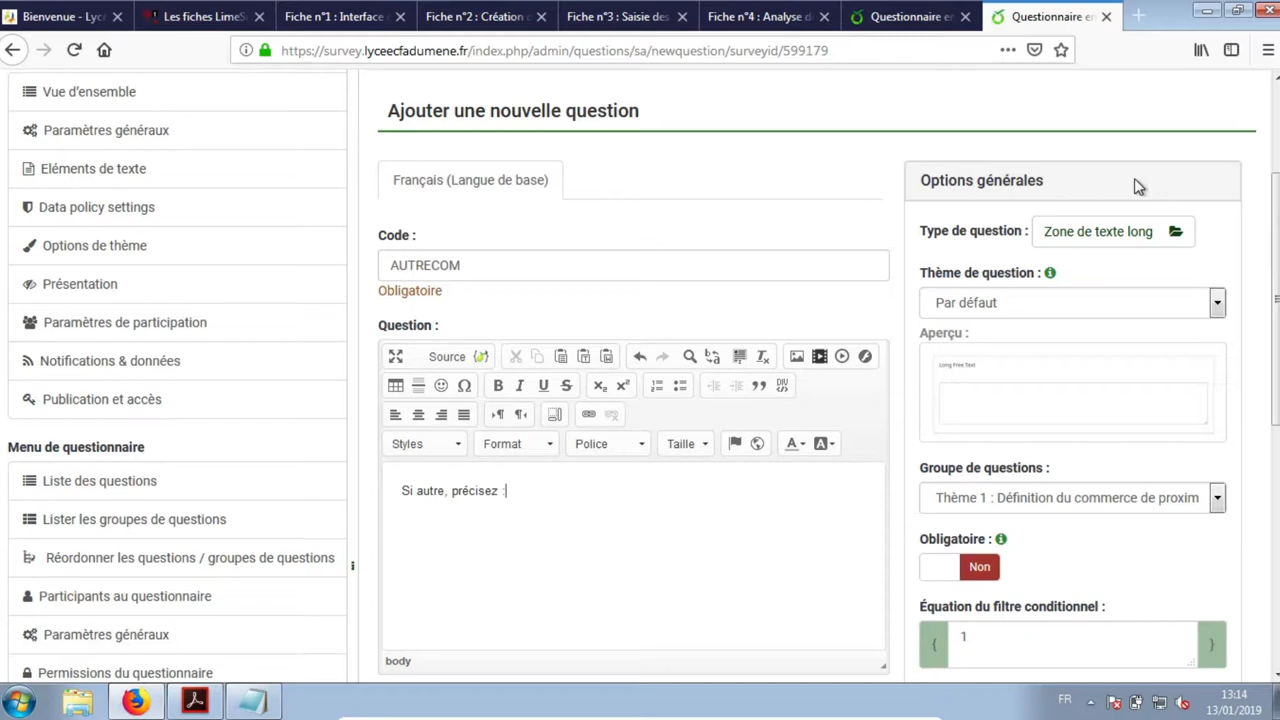 Bienvenue - Lyce
Les fiches LimeS
Fiche n°1 : Interface
Fiche n°2 : Création c
Fiche n°3 : Saisie des
Fiche n°4 : Analyse d
Questionnaire en
Questionnaire en
https://survey.lyceecfadumene.fr/index.php/admin/questions/sa/newquestion/surveyid/599179
Vue d'ensemble
Paramètres généraux
Eléments de texte
Data policy settings
Options de thème
Présentation
Paramètres de participation
Notifications & données
Publication et accès
Menu de questionnaire
Liste des questions
Lister les groupes de questions
Réordonner les questions / groupes de questions
Participants au questionnaire
Paramètres généraux
Permissions du questionnaire
Ajouter une nouvelle question
Français (Langue de base)
Code :
AUTRECOM
Obligatoire
Question :
Source
Styles
Format
Police
Taille
Si autre, précisez :
body
Options générales
Type de question :
Zone de texte long
Thème de question :
Par défaut
Aperçu :
Long Free Text
Groupe de questions :
Thème 1 : Définition du commerce de proxim
Obligatoire :
Non
Équation du filtre conditionnel :
{ 1 }
FR
13:14
13/01/2019